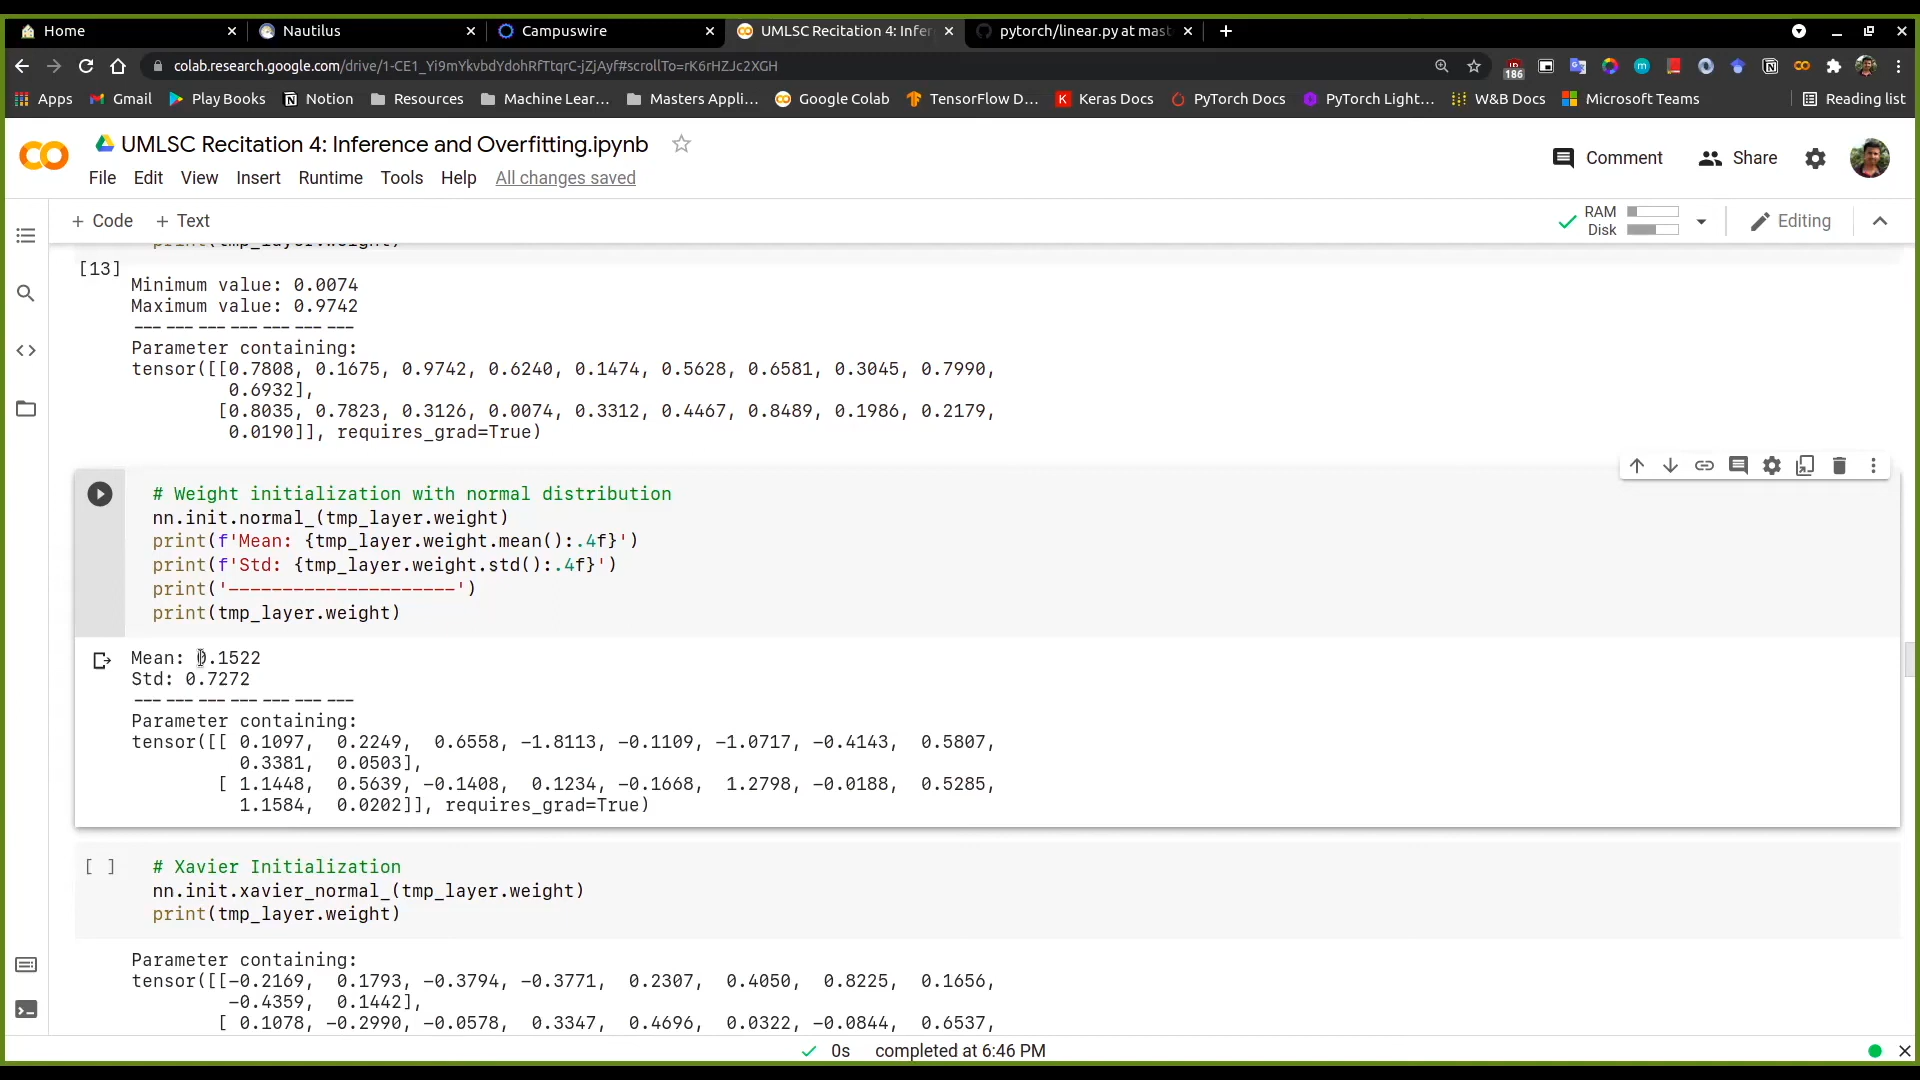 Home
Nautilus
Campuswire
UMLSC Recitation 4: Infer
pytorch/linear.py at mast
colab.research.google.com/drive/1-CE1_Yi9mYkvbdYdohRfTtqrC-jZjAyf#scrollTo=rK6rHZJc2XGH
186
Apps
Gmail
Play Books
Notion
Resources
Machine Lear...
Masters Appli...
Google Colab
TensorFlow D...
Keras Docs
PyTorch Docs
PyTorch Light...
W&B Docs
Microsoft Teams
Reading list
UMLSC Recitation 4: Inference and Overfitting.ipynb
Comment
Share
File Edit View Insert Runtime Tools Help All changes saved
+ Code + Text
RAM
Disk
Editing
print(tmp_layer.weight)
[13]
Minimum value: 0.0074
Maximum value: 0.9742
---------------------
Parameter containing:
tensor([[0.7808, 0.1675, 0.9742, 0.6240, 0.1474, 0.5628, 0.6581, 0.3045, 0.7990,
0.6932],
[0.8035, 0.7823, 0.3126, 0.0074, 0.3312, 0.4467, 0.8489, 0.1986, 0.2179,
0.0190]], requires_grad=True)
# Weight initialization with normal distribution
nn.init.normal_(tmp_layer.weight)
print(f'Mean: {tmp_layer.weight.mean():.4f}')
print(f'Std: {tmp_layer.weight.std():.4f}')
print('---------------------')
print(tmp_layer.weight)
Mean: 0.1522
Std: 0.7272
---------------------
Parameter containing:
tensor([[ 0.1097, 0.2249, 0.6558, -1.8113, -0.1109, -1.0717, -0.4143, 0.5807,
0.3381, 0.0503],
[ 1.1448, 0.5639, -0.1408, 0.1234, -0.1668, 1.2798, -0.0188, 0.5285,
1.1584, 0.0202]], requires_grad=True)
[ ]
# Xavier Initialization
nn.init.xavier_normal_(tmp_layer.weight)
print(tmp_layer.weight)
Parameter containing:
tensor([[-0.2169, 0.1793, -0.3794, -0.3771, 0.2307, 0.4050, 0.8225, 0.1656,
-0.4359, 0.1442],
[ 0.1078, -0.2990, -0.0578, 0.3347, 0.4696, 0.0322, -0.0844, 0.6537,
0s completed at 6:46 PM